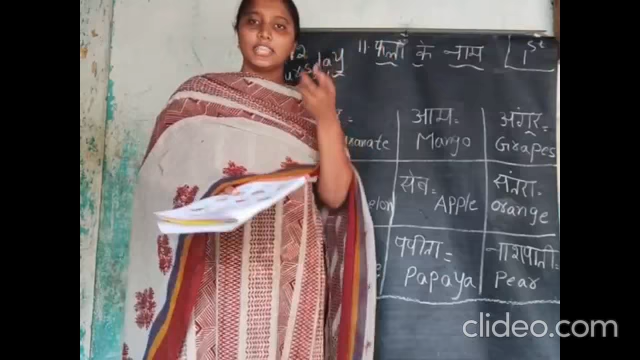 ॥ फलों के नाम 1st
आम = अंगूर =
Mango Grapes
सेब = Apple संतरा =
orange
पपीता = नाशपाती =
Papaya Pear
clideo.com